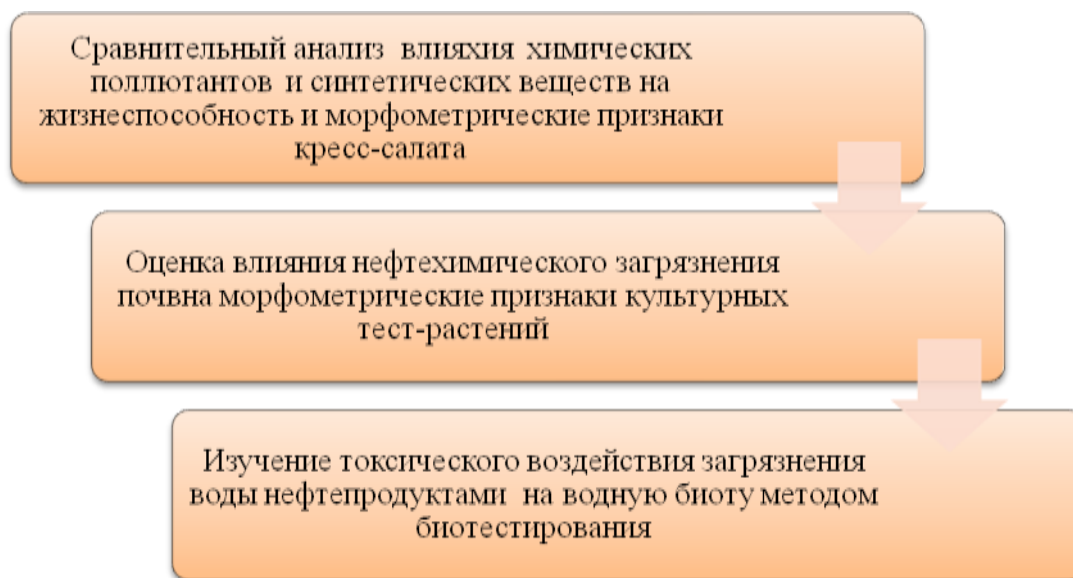 Сравнительный анализ влияхия химических
поллютантов и синтетических веществ на
жизнеспособность и морфометрические признаки
кресс-салата
Оценка влияния нефтехимического загрязнения
почвна морфометрические признаки культурных
тест-растений
Изучение токсического воздействия загрязнения
воды нефтепродуктами на водную биоту методом
биотестирования